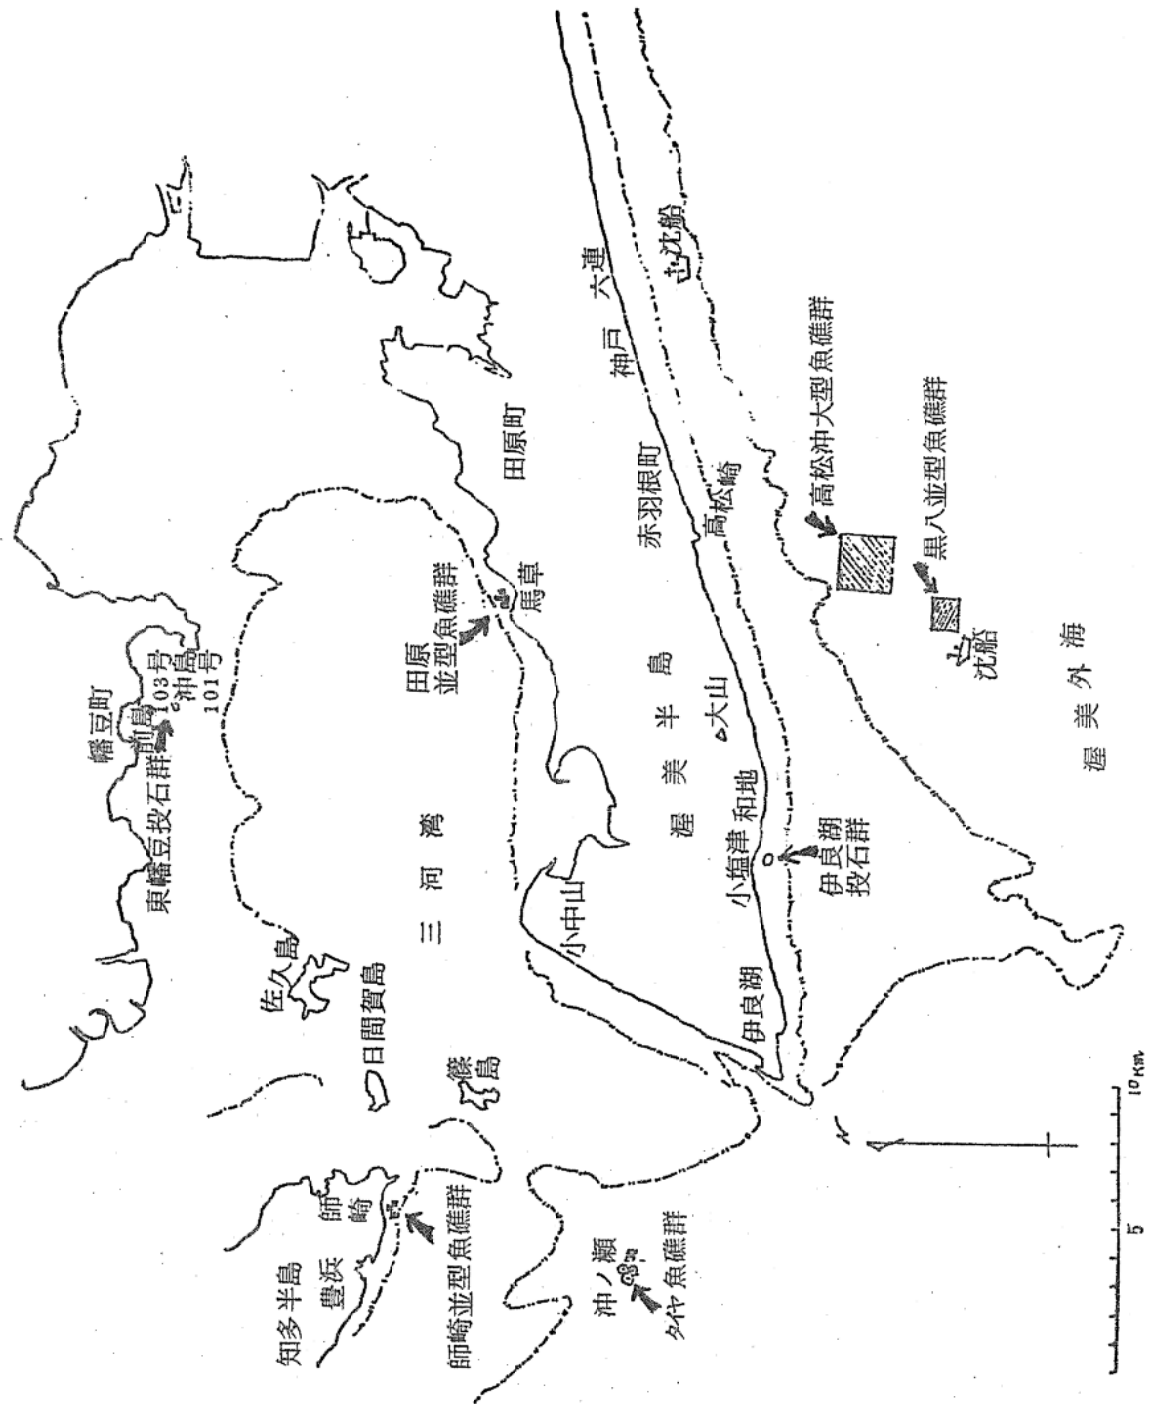 幡豆町
前島
103号
沖島
101号
東幡豆投石群
佐久島
日間賀島
篠島
三河湾
田原
並型魚礁群
馬草
田原町
師崎
知多半島
豊浜
師崎並型魚礁群
沖ノ瀬
タイヤ魚礁群
小中山
伊良湖
小塩津
和地
伊良湖
投石群
渥美半島
大山
赤羽根町
高松崎
神戸
六連
沈船
高松沖大型魚礁群
黒八並型魚礁群
沈船
渥美外海
N
5
10KM